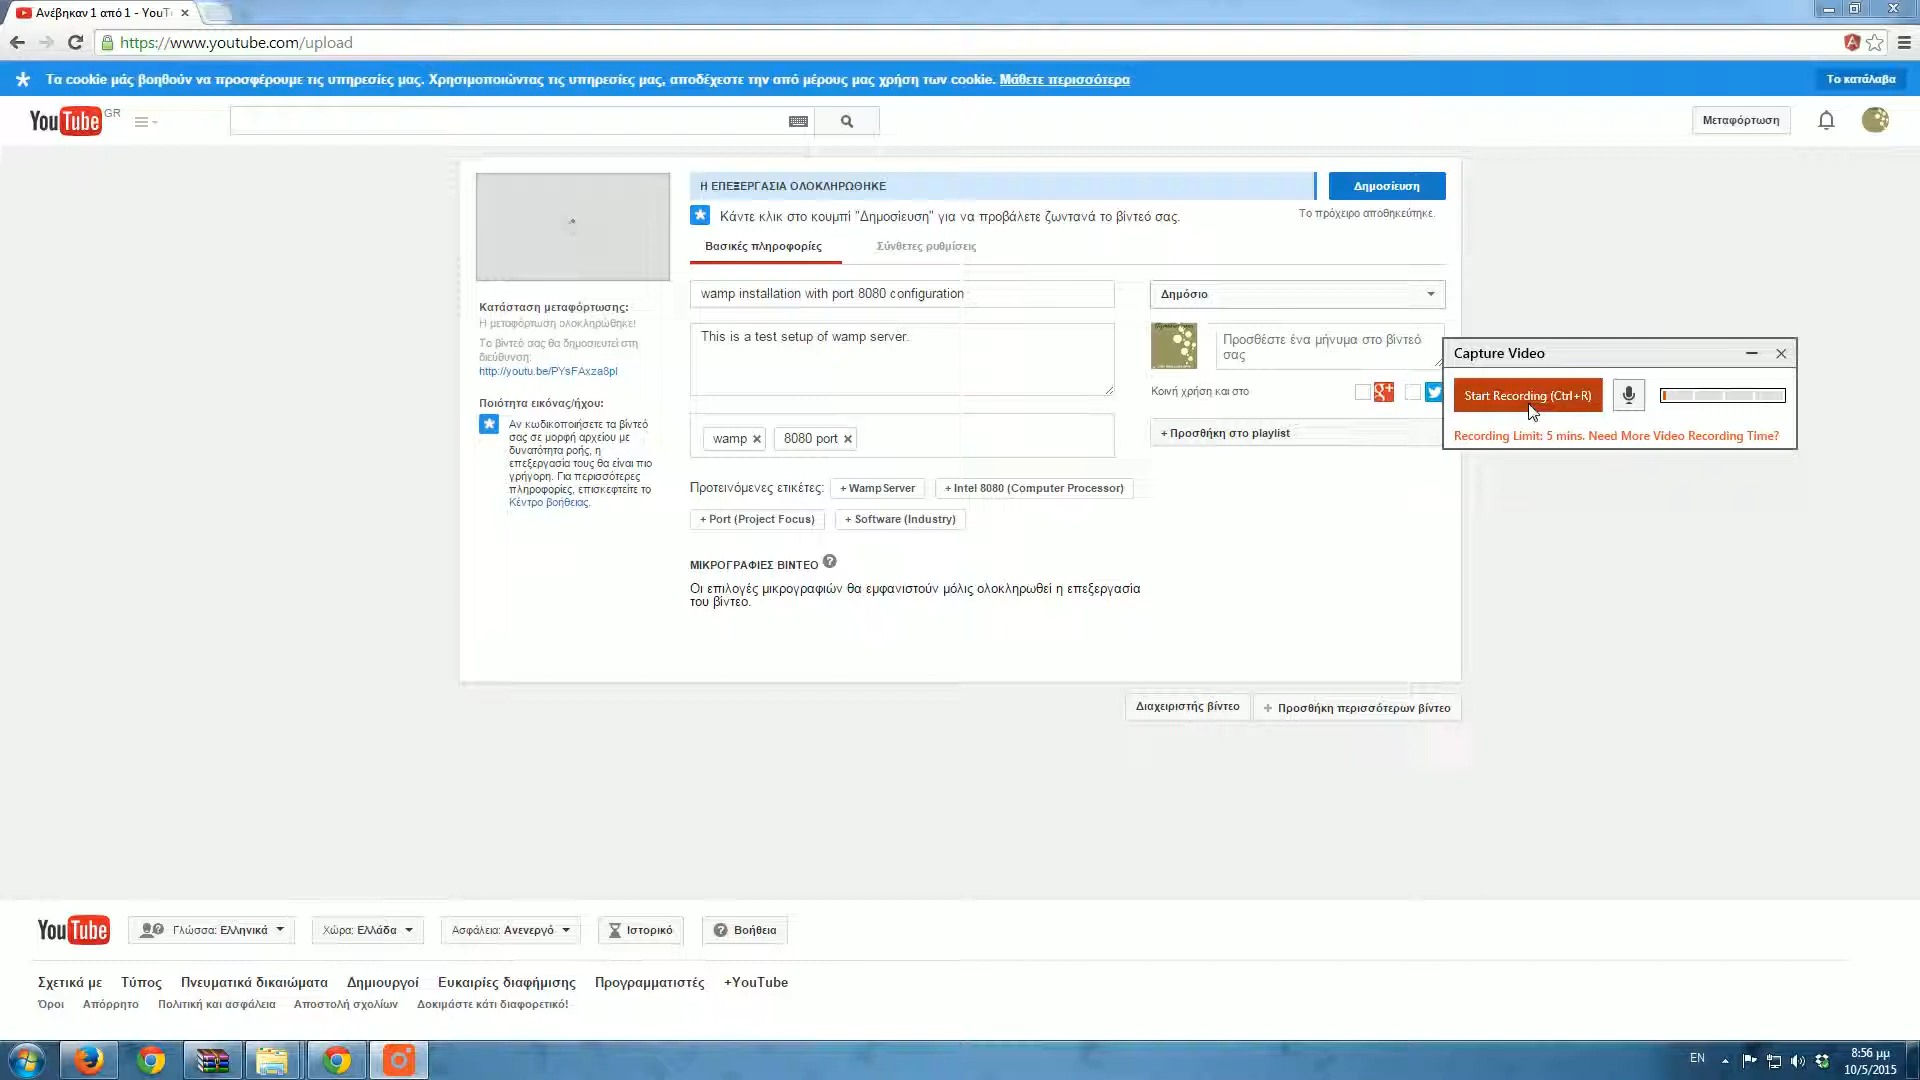 Ανέβηκαν 1 από 1 - YouT
https://www.youtube.com/upload
Τα cookie μάς βοηθούν να προσφέρουμε τις υπηρεσίες μας. Χρησιμοποιώντας τις υπηρεσίες μας, αποδέχεστε την από μέρους μας χρήση των cookie. Μάθετε περισσότερα
Το κατάλαβα
YouTube GR
Μεταφόρτωση
Η ΕΠΕΞΕΡΓΑΣΙΑ ΟΛΟΚΛΗΡΩΘΗΚΕ
Δημοσίευση
Κάντε κλικ στο κουμπί "Δημοσίευση" για να προβάλετε ζωντανά το βίντεό σας.
Το πρόχειρο αποθηκεύτηκε.
Βασικές πληροφορίες
Σύνθετες ρυθμίσεις
Κατάσταση μεταφόρτωσης:
Η μεταφόρτωση ολοκληρώθηκε!
Το βίντεό σας θα δημοσιευτεί στη
διεύθυνση:
http://youtu.be/PYsFAxza8pI
Ποιότητα εικόνας/ήχου:
Αν κωδικοποιήσετε τα βίντεό
σας σε μορφή αρχείου με
δυνατότητα ροής, η
επεξεργασία τους θα είναι πιο
γρήγορη. Για περισσότερες
πληροφορίες, επισκεφτείτε το
Κέντρο βοήθειας.
wamp installation with port 8080 configuration
This is a test setup of wamp server.
wamp
8080 port
Προτεινόμενες ετικέτες:
+ WampServer
+ Intel 8080 (Computer Processor)
+ Port (Project Focus)
+ Software (Industry)
ΜΙΚΡΟΓΡΑΦΙΕΣ ΒΙΝΤΕΟ
Οι επιλογές μικρογραφιών θα εμφανιστούν μόλις ολοκληρωθεί η επεξεργασία
του βίντεο.
Δημόσιο
Προσθέστε ένα μήνυμα στο βίντεό
σας
Κοινή χρήση και στο
+ Προσθήκη στο playlist
Capture Video
Start Recording (Ctrl+R)
Recording Limit: 5 mins. Need More Video Recording Time?
Διαχειριστής βίντεο
+ Προσθήκη περισσότερων βίντεο
YouTube
Γλώσσα: Ελληνικά
Χώρα: Ελλάδα
Ασφάλεια: Ανενεργό
Ιστορικό
Βοήθεια
Σχετικά με
Τύπος
Πνευματικά δικαιώματα
Δημιουργοί
Ευκαιρίες διαφήμισης
Προγραμματιστές
+YouTube
Όροι
Απόρρητο
Πολιτική και ασφάλεια
Αποστολή σχολίων
Δοκιμάστε κάτι διαφορετικό!
EN
8:56 μμ
10/5/2015